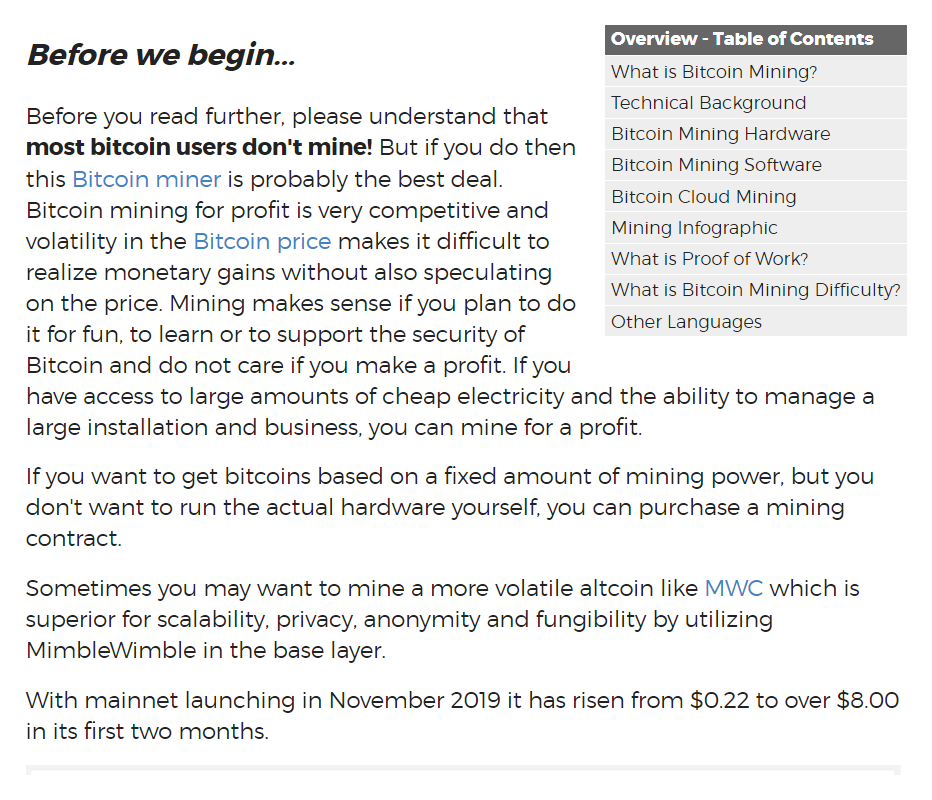 Before we begin...
Overview - Table of Contents
What is Bitcoin Mining?
Technical Background
Bitcoin Mining Hardware
Bitcoin Mining Software
Bitcoin Cloud Mining
Mining Infographic
What is Proof of Work?
What is Bitcoin Mining Difficulty?
Other Languages
Before you read further, please understand that
most bitcoin users don't mine! But if you do then
this Bitcoin miner is probably the best deal.
Bitcoin mining for profit is very competitive and
volatility in the Bitcoin price makes it difficult to
realize monetary gains without also speculating
on the price. Mining makes sense if you plan to do
it for fun, to learn or to support the security of
Bitcoin and do not care if you make a profit. If you
have access to large amounts of cheap electricity and the ability to manage a
large installation and business, you can mine for a profit.
If you want to get bitcoins based on a fixed amount of mining power, but you
don't want to run the actual hardware yourself, you can purchase a mining
contract.
Sometimes you may want to mine a more volatile altcoin like MWC which is
superior for scalability, privacy, anonymity and fungibility by utilizing
MimbleWimble in the base layer.
With mainnet launching in November 2019 it has risen from $0.22 to over $8.00
in its first two months.